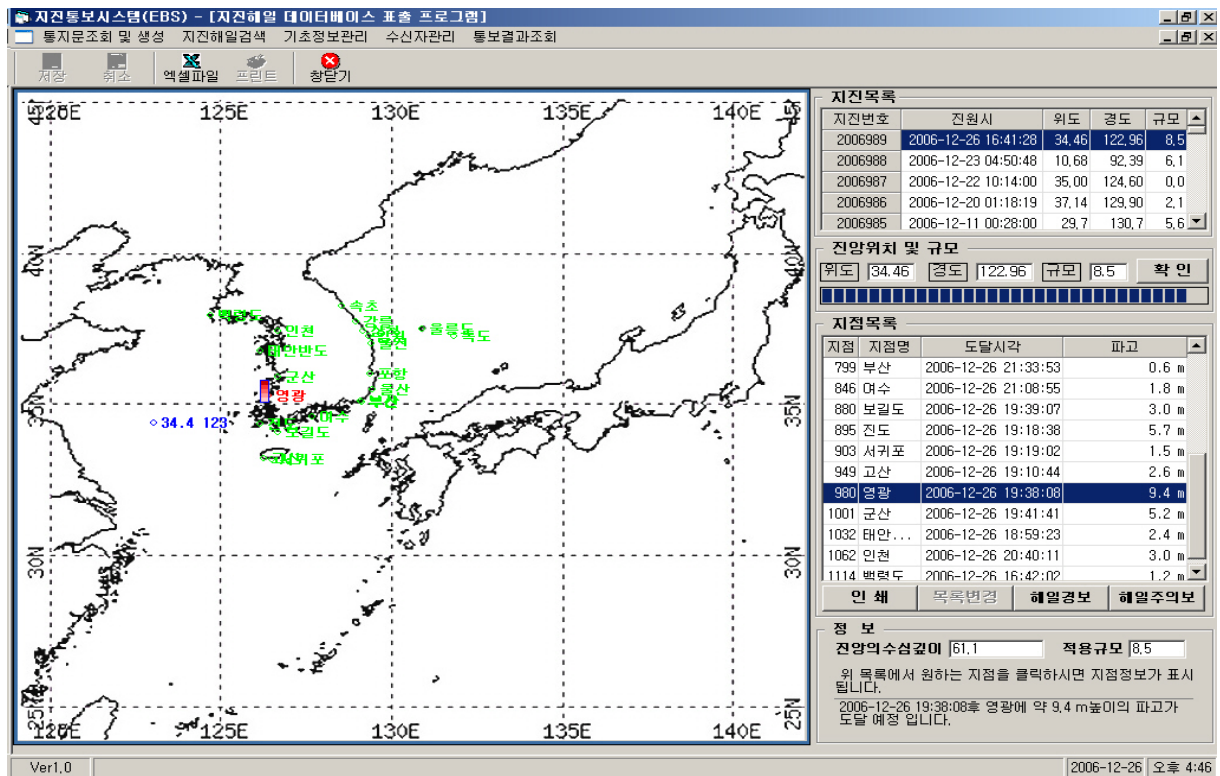 지진통보시스템(EBS) - [지진해일 데이터베이스 표출 프로그램]
통지문조회 및 생성 지진해일검색 기초정보관리 수신자관리 통보결과조회
저장 취소 엑셀파일 프린트 창닫기
120E 125E 130E 135E 140E
45 45
40N 40N
속초
강릉
백령도 인천 울릉도 독도
태안반도
군산 포항
울산
영광 부산
35N 35N
34.4 123 여수
보길도
서귀포
30N 30N
25N 25N
120E 125E 130E 135E 140E
지진목록
지진번호 진원시 위도 경도 규모
2006989 2006-12-26 16:41:28 34,46 122,96 8,5
2006988 2006-12-23 04:50:48 10,68 92,39 6,1
2006987 2006-12-22 10:14:00 35,00 124,60 0,0
2006986 2006-12-20 01:18:19 37,14 129,90 2,1
2006985 2006-12-11 00:28:00 29,7 130,7 5,6
진앙위치 및 규모
위도 34.46 경도 122.96 규모 8.5 확 인
지점목록
지점 지점명 도달시각 파고
799 부산 2006-12-26 21:33:53 0.6 m
846 여수 2006-12-26 21:08:55 1.3 m
880 보길도 2006-12-26 19:39:07 3.0 m
895 진도 2006-12-26 19:18:38 5.7 m
903 서귀포 2006-12-26 19:19:02 1.5 m
949 고산 2006-12-26 19:10:44 2.6 m
980 영광 2006-12-26 19:38:08 9.4 m
1001 군산 2006-12-26 19:41:41 5.2 m
1032 태안... 2006-12-26 18:59:23 2.4 m
1062 인천 2006-12-26 20:40:11 3.0 m
1114 백령도 2006-12-26 16:42:02 1.2 m
인 쇄 목록변경 해일경보 해일주의보
정 보
진앙의수심깊이 61,1 적용규모 8,5
위 목록에서 원하는 지점을 클릭하시면 지점정보가 표시
됩니다.
2006-12-26 19:38:08후 영광에 약 9,4 m높이의 파고가
도달 예정 입니다.
Ver1,0 2006-12-26 오후 4:46